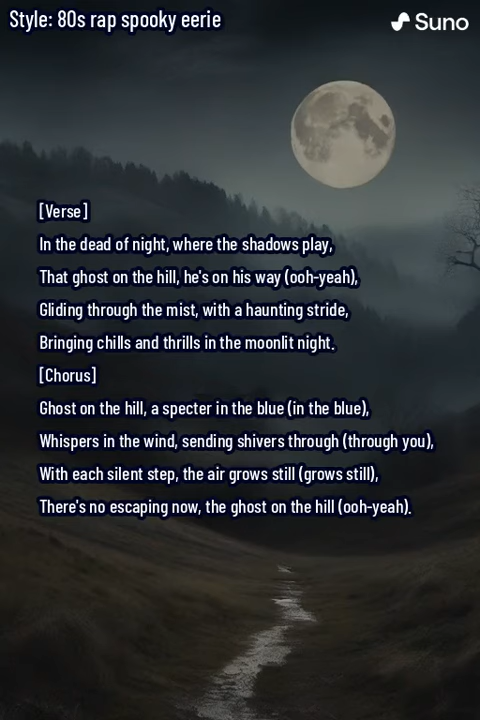 Style: 80s rap spooky eerie
Suno
[Verse]
In the dead of night, where the shadows play,
That ghost on the hill, he's on his way (ooh-yeah),
Gliding through the mist, with a haunting stride,
Bringing chills and thrills in the moonlit night.
[Chorus]
Ghost on the hill, a specter in the blue (in the blue),
Whispers in the wind, sending shivers through (through you),
With each silent step, the air grows still (grows still),
There's no escaping now, the ghost on the hill (ooh-yeah).